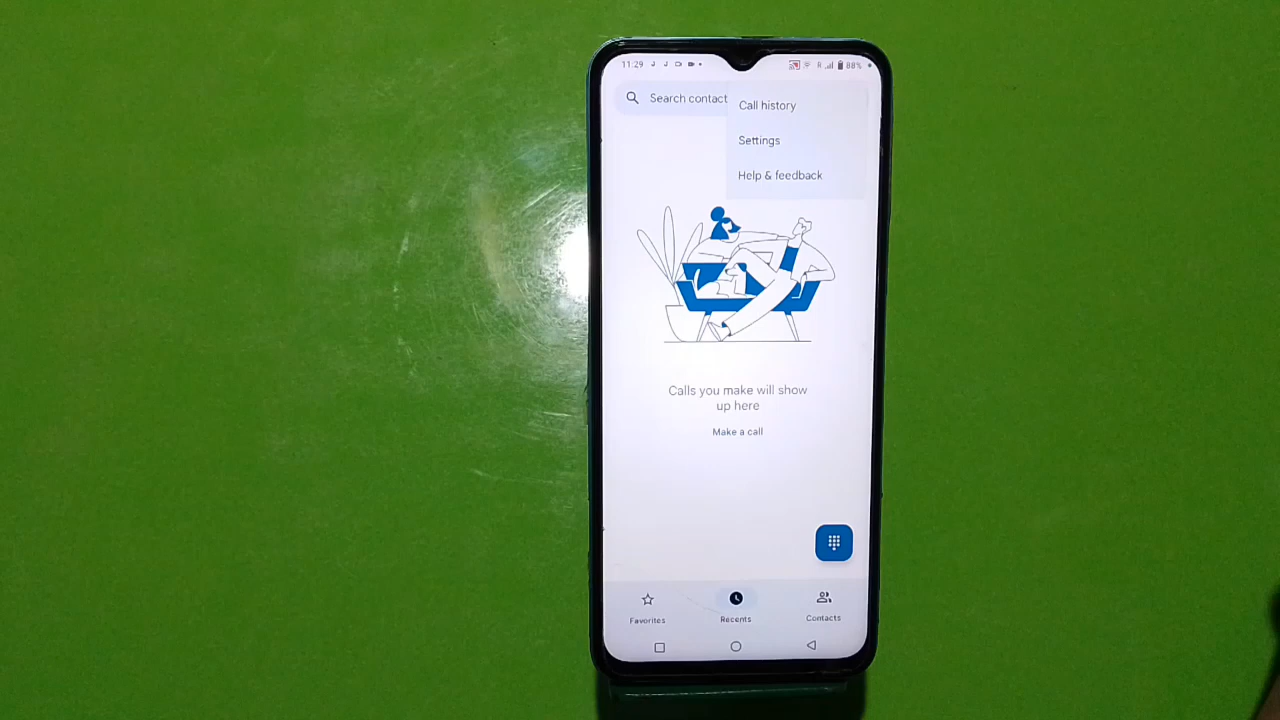 11:29
R 88%
Search contact
Call history
Settings
Help & feedback
Calls you make will show
up here
Make a call
Favorites
Recents
Contacts